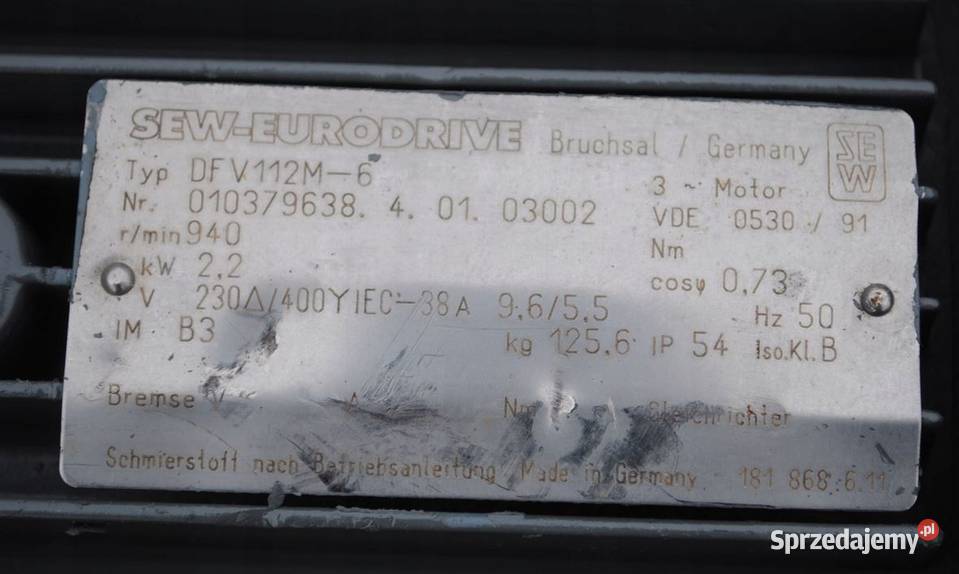 SEW-EURODRIVE Bruchsal / Germany SEW
Typ DFV112M-6 3 ~ Motor
Nr. 010379638. 4. 01. 03002 VDE 0530 / 91
r/min 940 Nm
kW 2,2 cosφ 0,73
V 230Δ/400Y IEC-38 A 9,6/5,5 Hz 50
IM B3 kg 125,6 IP 54 Iso.Kl. B
Bremse V A Nm Gleichrichter
Schmierstoff nach Betriebsanleitung Made in Germany 181 868 6.11
Sprzedajemy.pl